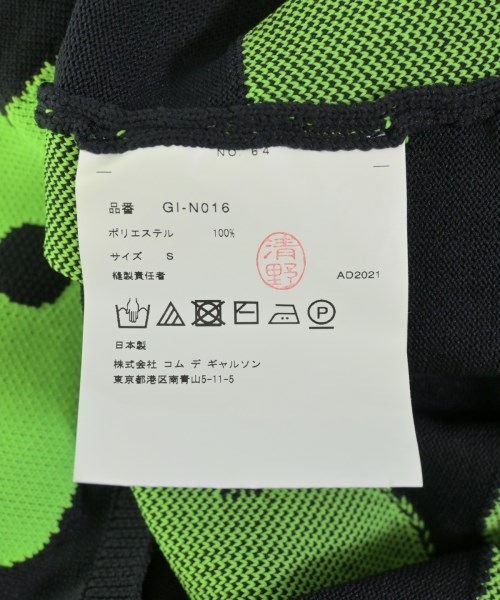 NO. 64
品番 GI-N016
ポリエステル 100%
サイズ S
縫製責任者 清野 AD2021
日本製
株式会社 コム デ ギャルソン
東京都港区南青山5-11-5